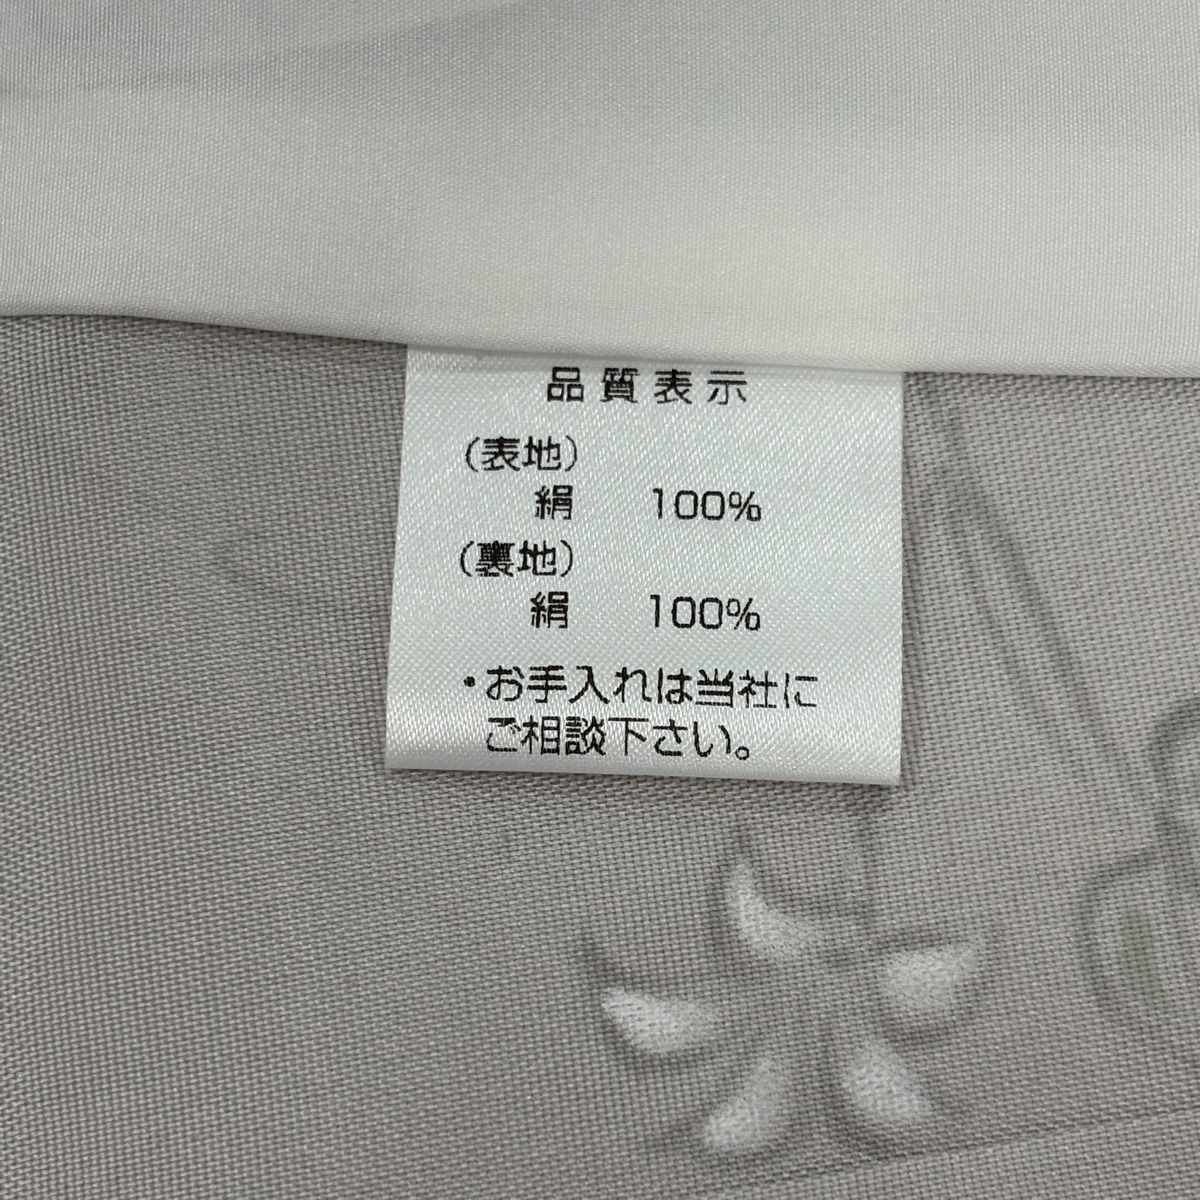 品質表示
(表地)
絹 100%
(裏地)
絹 100%
・お手入れは当社に
ご相談下さい。